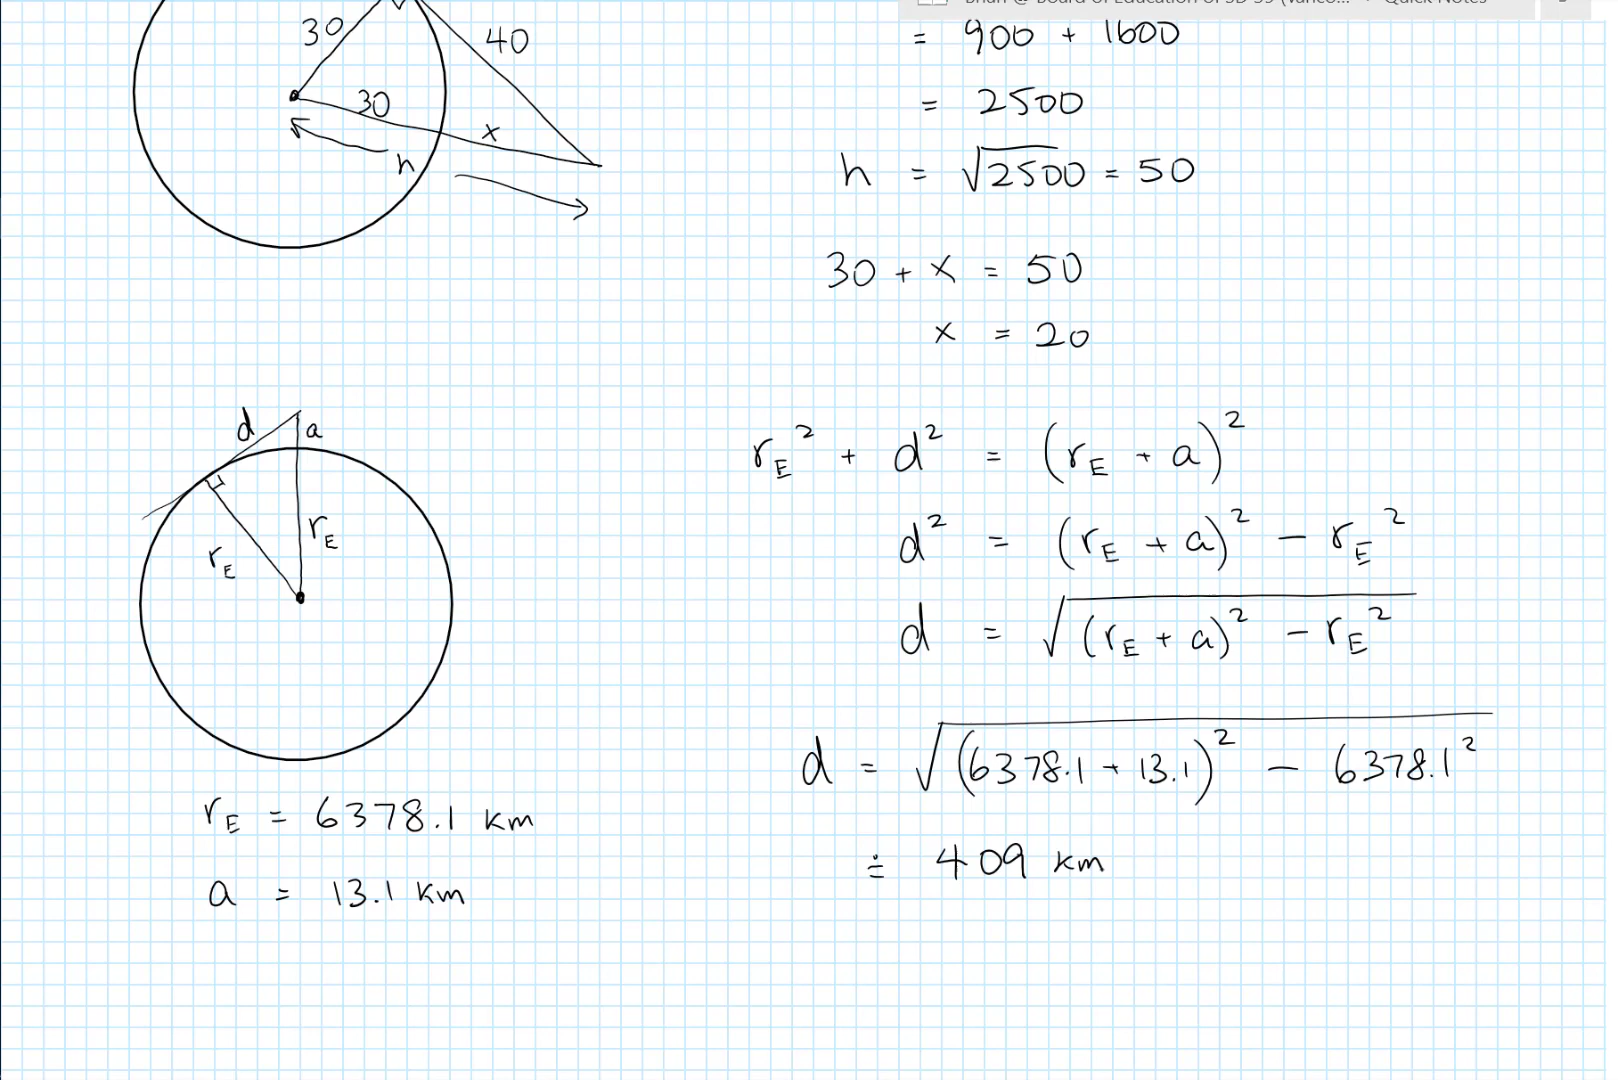 30
40
30
x
h
= 900 + 1600
= 2500
h = √2500 = 50
30 + x = 50
x = 20
d
a
r_E
r_E
r_E = 6378.1 km
a = 13.1 km
r_E² + d² = (r_E + a)²
d² = (r_E + a)² − r_E²
d = √((r_E + a)² − r_E²)
d = √((6378.1 + 13.1)² − 6378.1²)
≐ 409 km